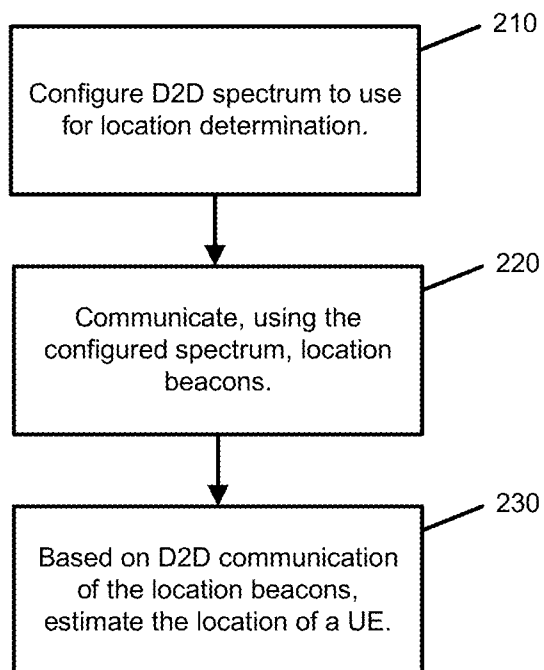 210
Configure D2D spectrum to use
for location determination.
220
Communicate, using the
configured spectrum, location
beacons.
230
Based on D2D communication
of the location beacons,
estimate the location of a UE.